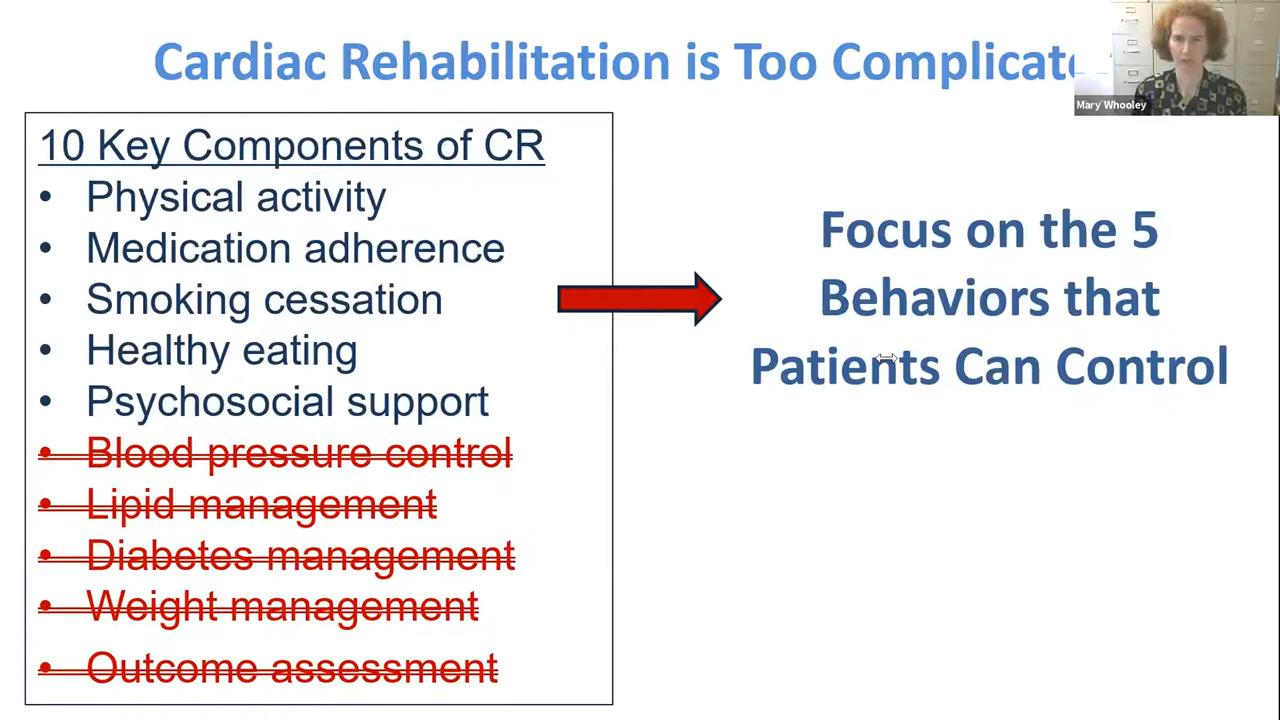 Cardiac Rehabilitation is Too Complicate
Mary Whooley
10 Key Components of CR
• Physical activity
• Medication adherence
• Smoking cessation
• Healthy eating
• Psychosocial support
• Blood pressure control
• Lipid management
• Diabetes management
• Weight management
• Outcome assessment
Focus on the 5
Behaviors that
Patients Can Control